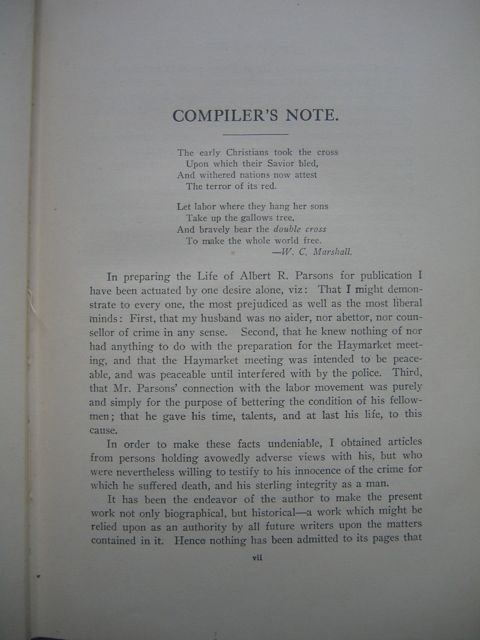 COMPILER'S NOTE.
The early Christians took the cross
Upon which their Savior bled,
And withered nations now attest
The terror of its red.
Let labor where they hang her sons
Take up the gallows tree,
And bravely bear the double cross
To make the whole world free.
—W. C. Marshall.
In preparing the Life of Albert R. Parsons for publication I
have been actuated by one desire alone, viz: That I might demon-
strate to every one, the most prejudiced as well as the most liberal
minds: First, that my husband was no aider, nor abettor, nor coun-
sellor of crime in any sense. Second, that he knew nothing of nor
had anything to do with the preparation for the Haymarket meet-
ing, and that the Haymarket meeting was intended to be peace-
able, and was peaceable until interfered with by the police. Third,
that Mr. Parsons' connection with the labor movement was purely
and simply for the purpose of bettering the condition of his fellow-
men; that he gave his time, talents, and at last his life, to this
cause.
In order to make these facts undeniable, I obtained articles
from persons holding avowedly adverse views with his, but who
were nevertheless willing to testify to his innocence of the crime for
which he suffered death, and his sterling integrity as a man.
It has been the endeavor of the author to make the present
work not only biographical, but historical—a work which might be
relied upon as an authority by all future writers upon the matters
contained in it. Hence nothing has been admitted to its pages that
vii